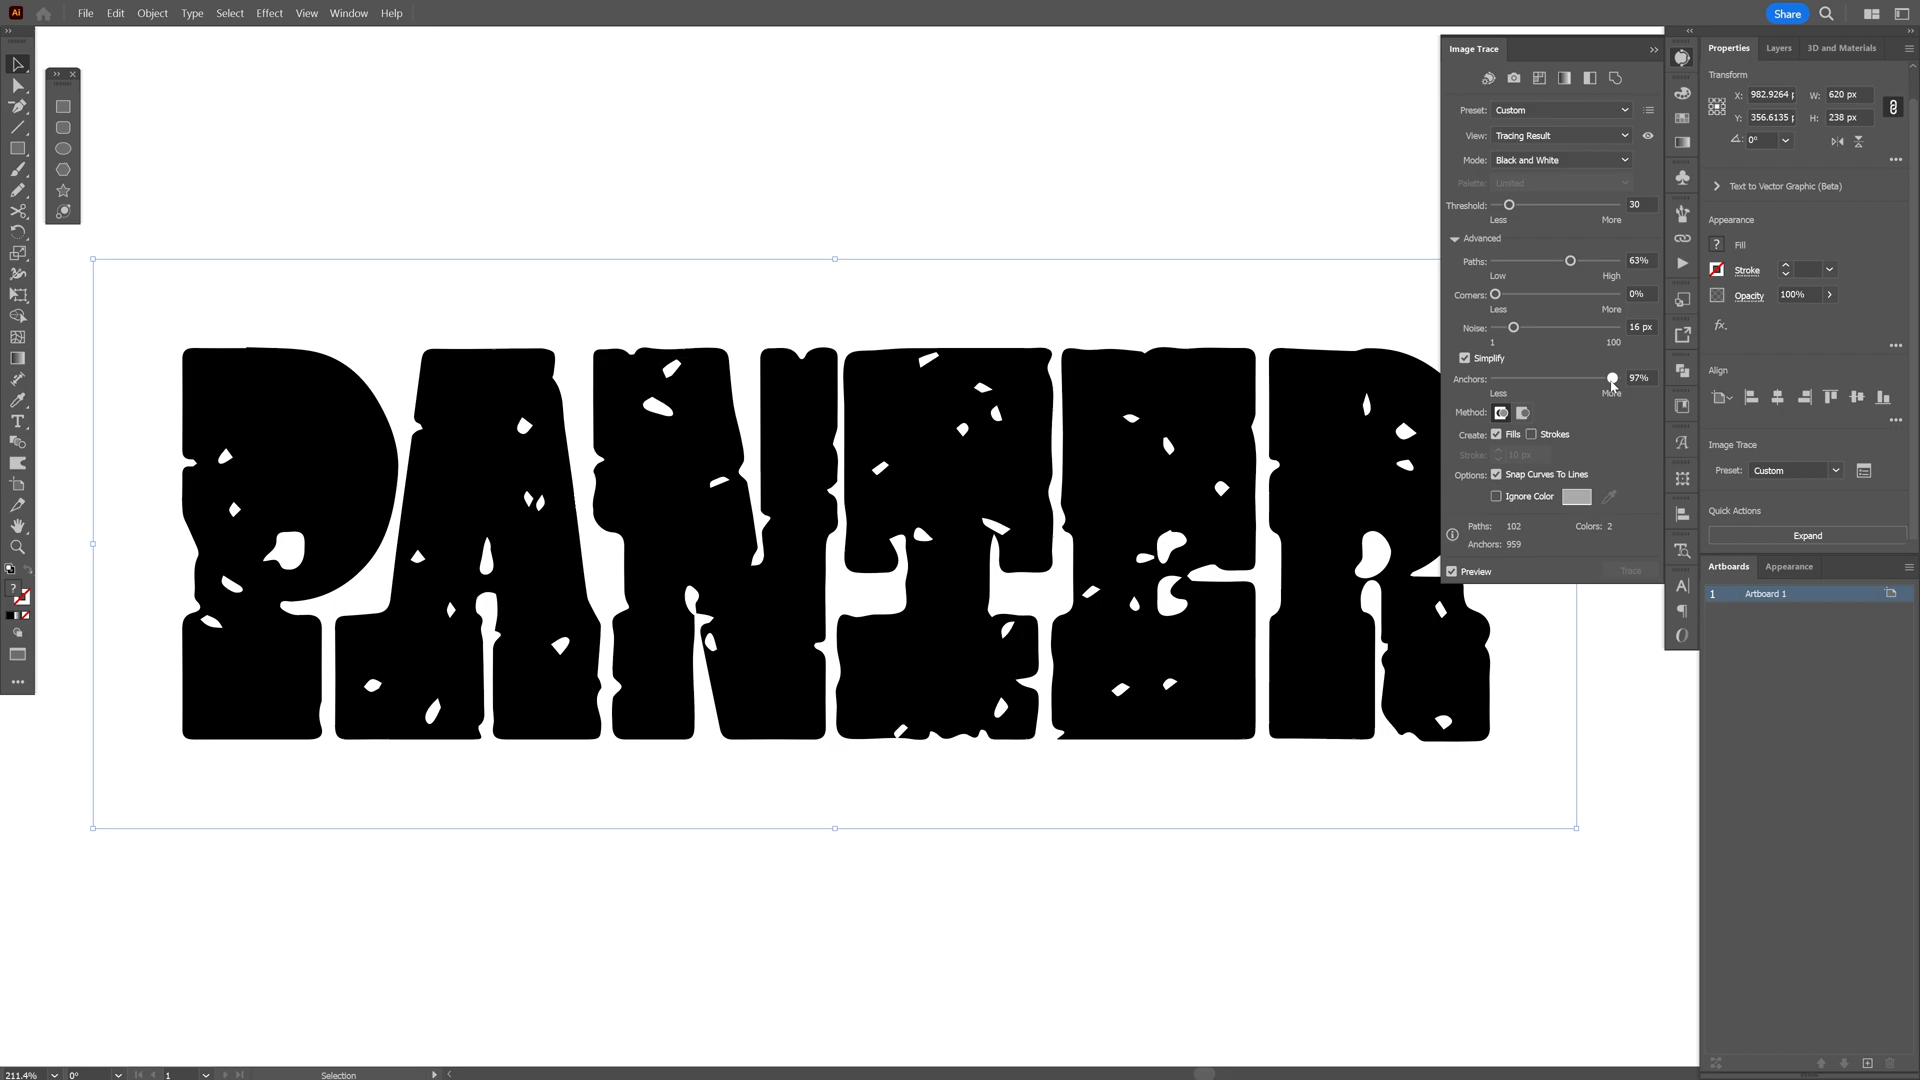 Ai File Edit Object Type Select Effect View Window Help Share
Image Trace
Preset: Custom
View: Tracing Result
Mode: Black and White
Palette: Limited
Threshold: 30
Less More
Advanced
Paths: 63%
Low High
Corners: 0%
Less More
Noise: 16 px
1 100
Simplify
Anchors: 97%
Less More
Method:
Create: Fills Strokes
Stroke: 10 px
Options: Snap Curves To Lines
Ignore Color
Paths: 102 Colors: 2
Anchors: 959
Preview Trace
Properties Layers 3D and Materials
Transform
X: 982.9264 p W: 620 px
Y: 356.6135 p H: 238 px
0°
Text to Vector Graphic (Beta)
Appearance
? Fill
Stroke
Opacity 100%
fx.
Align
Image Trace
Preset: Custom
Quick Actions
Expand
Artboards Appearance
1 Artboard 1
PANTER
211.4% 0° 1 Selection